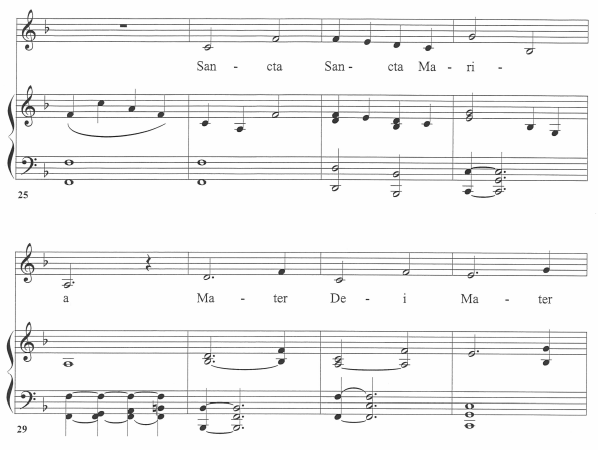 San - cta San - cta Ma - ri -
25
a Ma - ter De - i Ma - ter
29